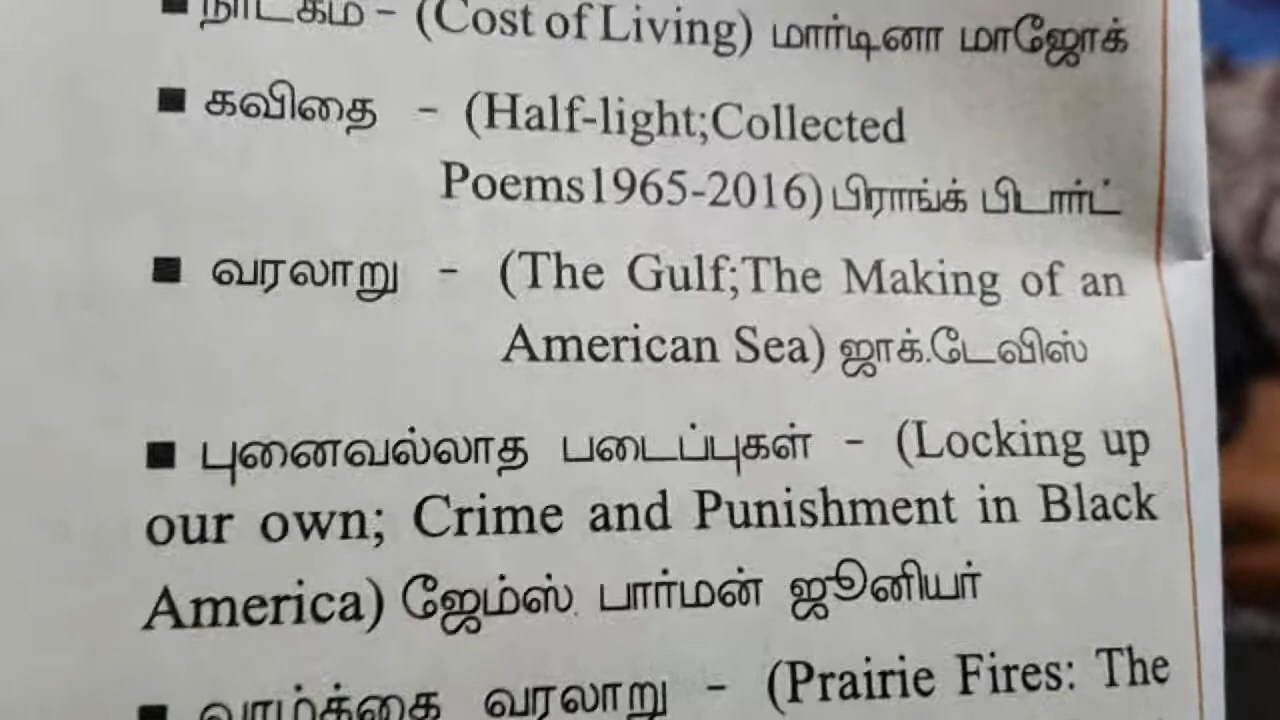 ■ நாடகம் - (Cost of Living) மார்டினா மாஜோக்
■ கவிதை - (Half-light;Collected
Poems1965-2016) பிராங்க் பிடார்ட்
■ வரலாறு - (The Gulf;The Making of an
American Sea) ஜாக்.டேவிஸ்
■ புனைவல்லாத படைப்புகள் - (Locking up
our own; Crime and Punishment in Black
America) ஜேம்ஸ் பார்மன் ஜூனியர்
■ வாழ்க்கை வரலாறு - (Prairie Fires: The